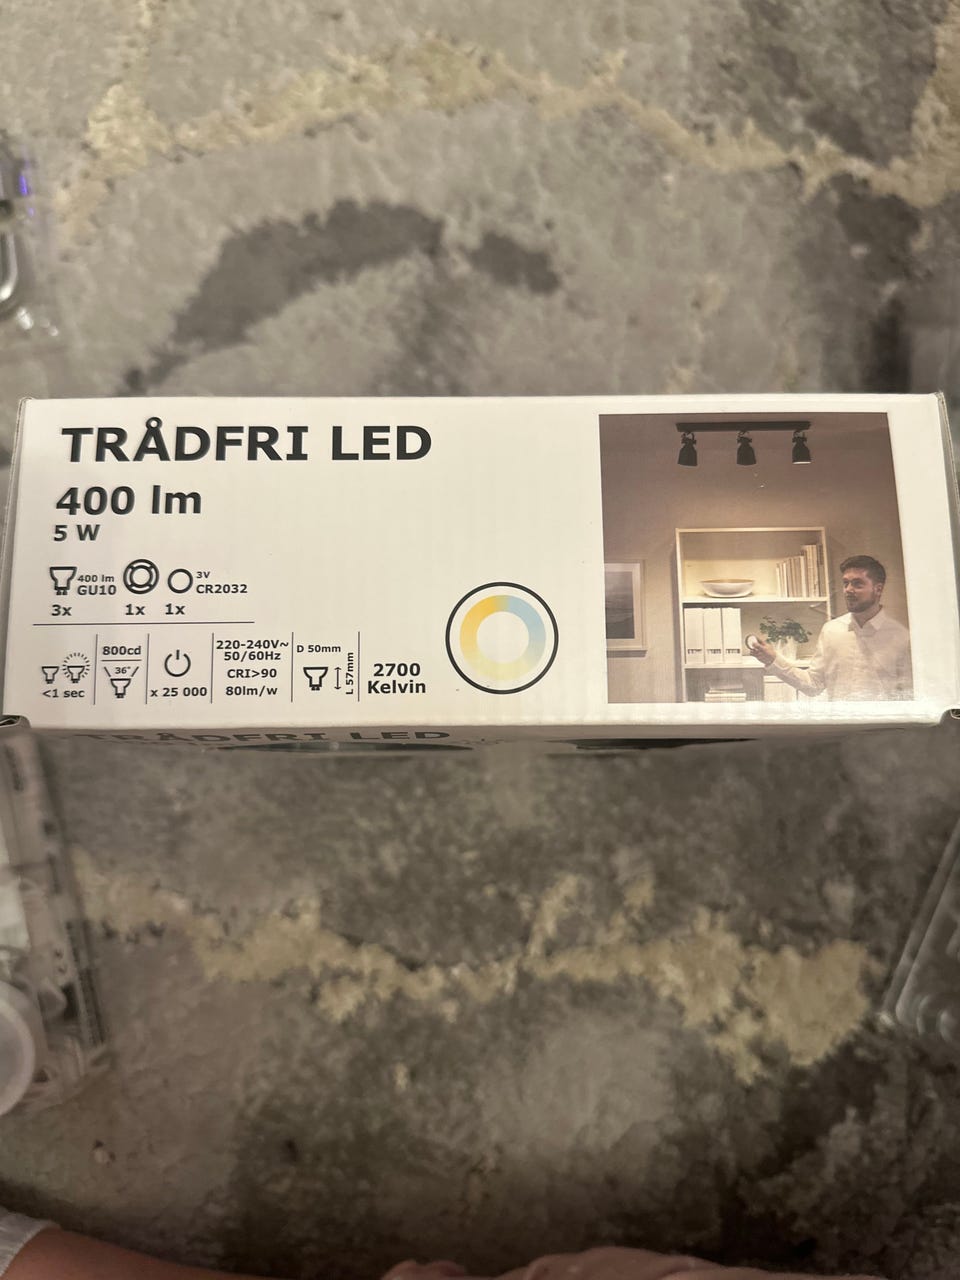 TRÅDFRI LED
400 lm
5 W
400 lm
GU10
3V
CR2032
3x
1x
1x
<1 sec
800cd
36°
x 25 000
220-240V~
50/60Hz
CRI>90
80lm/w
D 50mm
L 57mm
2700
Kelvin
TRÅDFRI LED